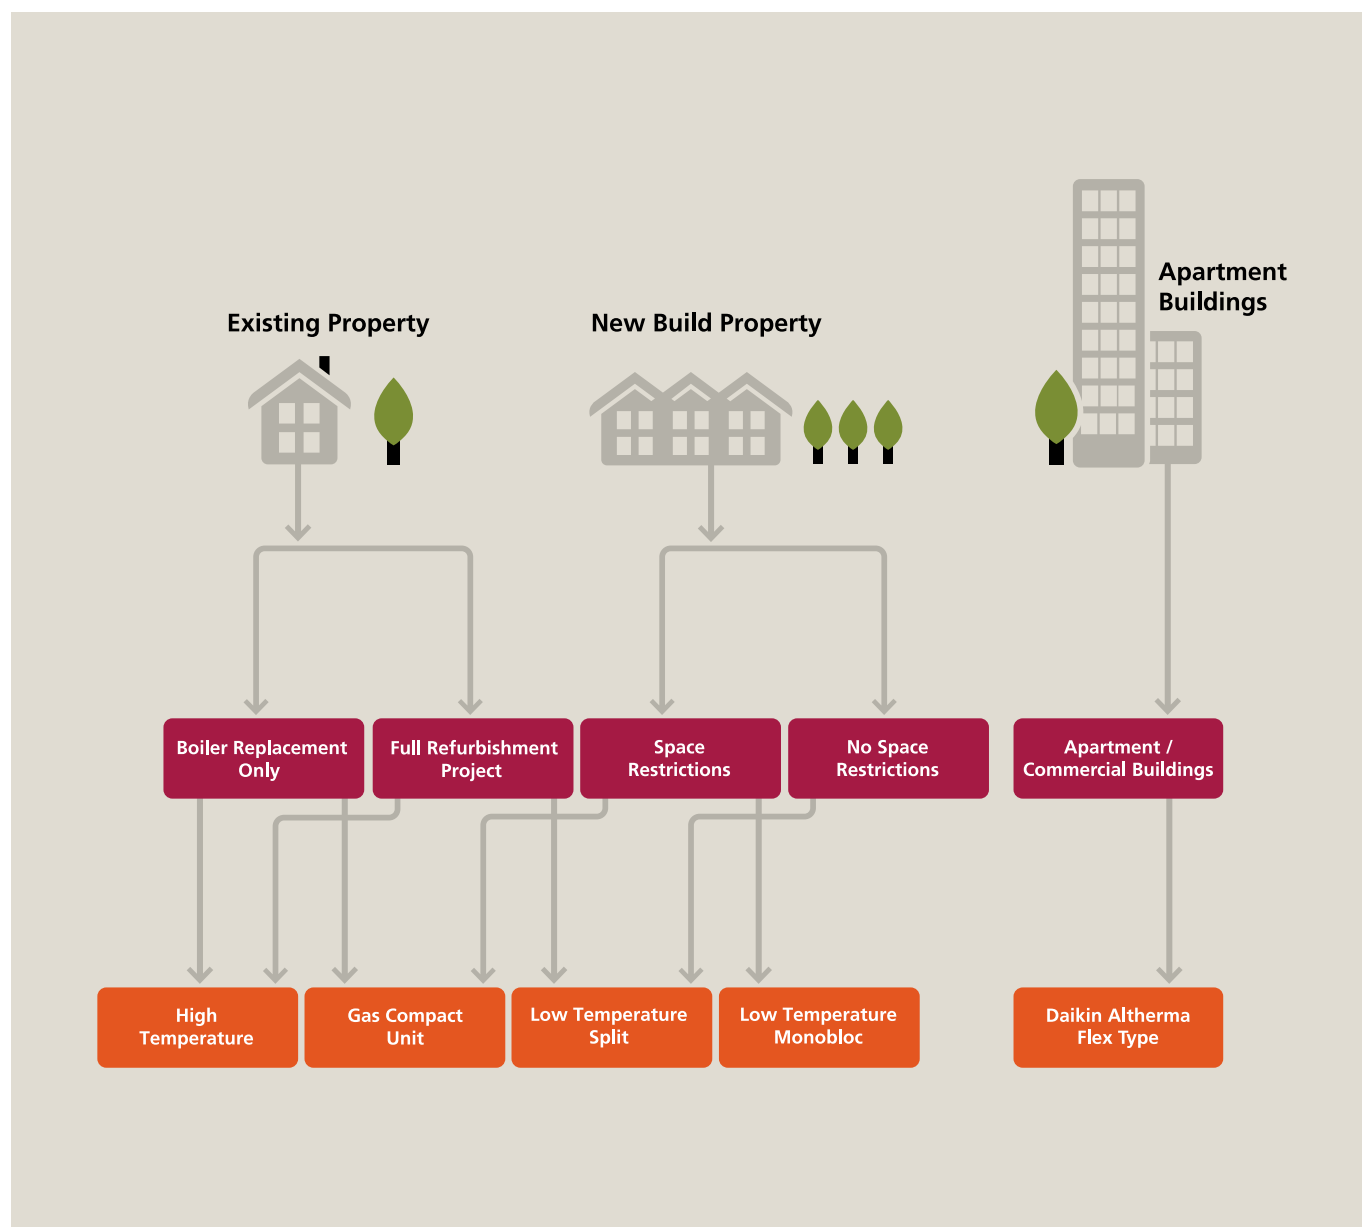 Apartment
Buildings
Existing Property
New Build Property
Boiler Replacement
Only
Full Refurbishment
Project
Space
Restrictions
No Space
Restrictions
Apartment /
Commercial Buildings
High
Temperature
Gas Compact
Unit
Low Temperature
Split
Low Temperature
Monobloc
Daikin Altherma
Flex Type